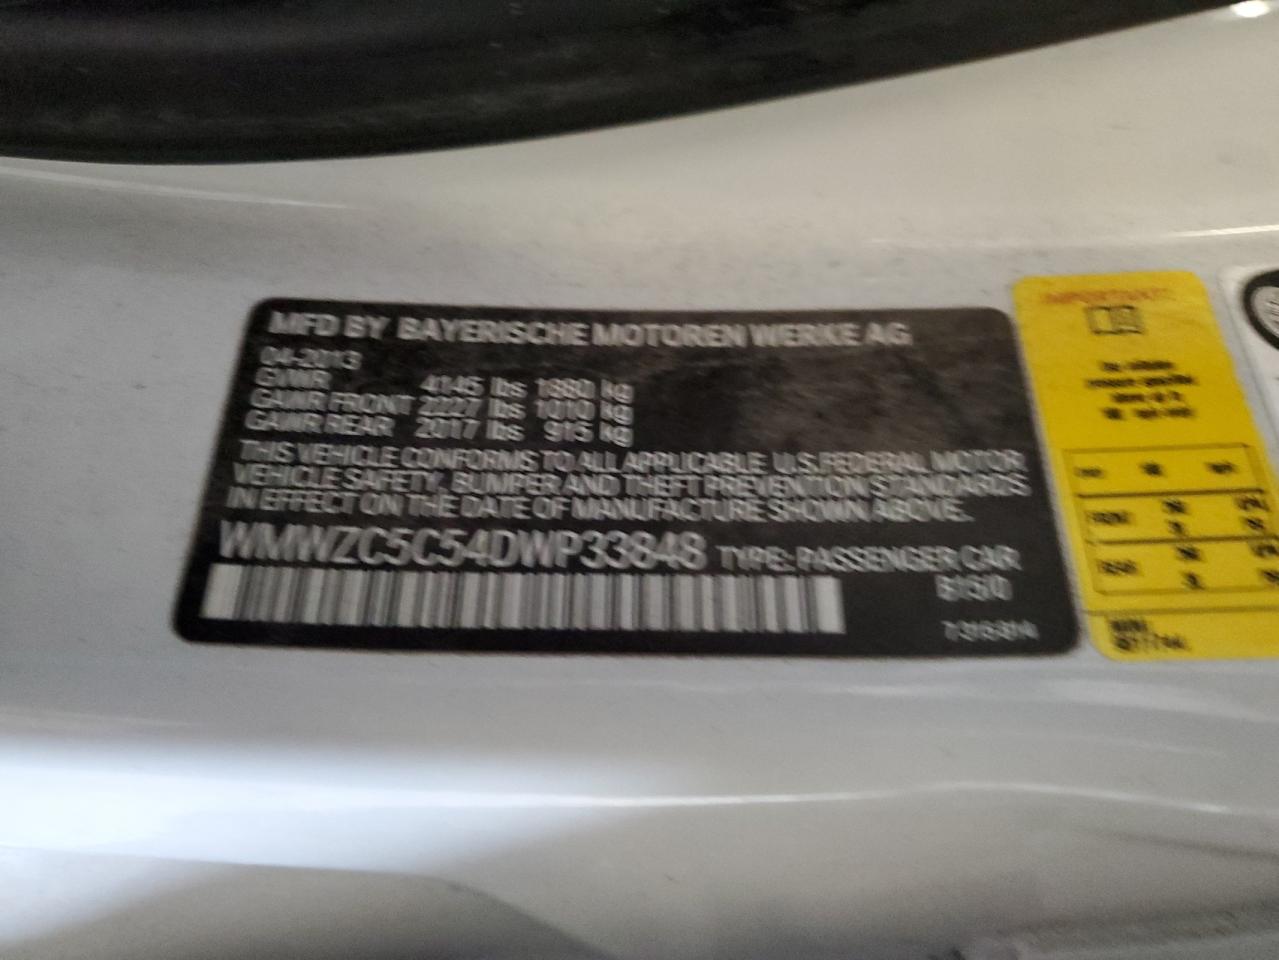 MFD BY BAYERISCHE MOTOREN WERKE AG
04-2013
GVWR 4145 lbs 1880 kg
GAWR FRONT 2227 lbs 1010 kg
GAWR REAR 2017 lbs 915 kg
THIS VEHICLE CONFORMS TO ALL APPLICABLE U.S.FEDERAL MOTOR
VEHICLE SAFETY, BUMPER AND THEFT PREVENTION STANDARDS
IN EFFECT ON THE DATE OF MANUFACTURE SHOWN ABOVE.
WMWZC5C54DWP33848 TYPE: PASSENGER CAR
IMPORTANT!